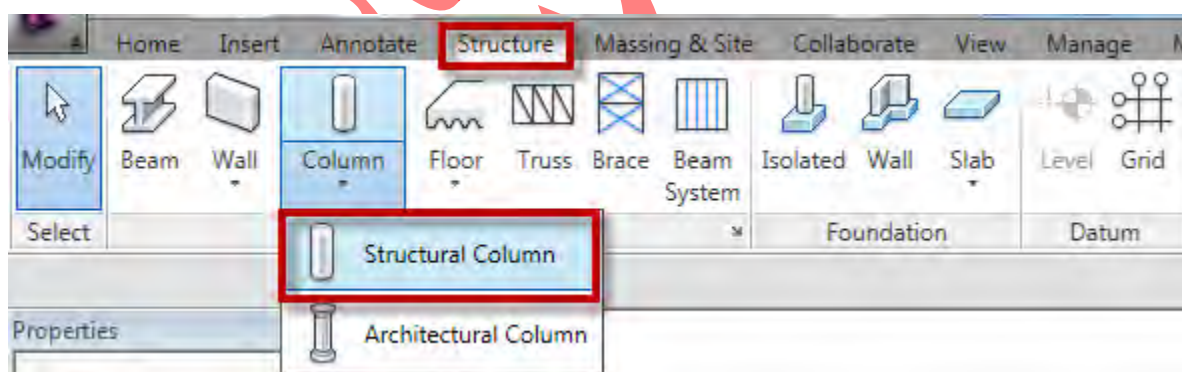 Home Insert Annotate Structure Massing & Site Collaborate View Manage
Modify Beam Wall Column Floor Truss Brace Beam System Isolated Wall Slab Level Grid
Select Foundation Datum
Structural Column
Properties
Architectural Column